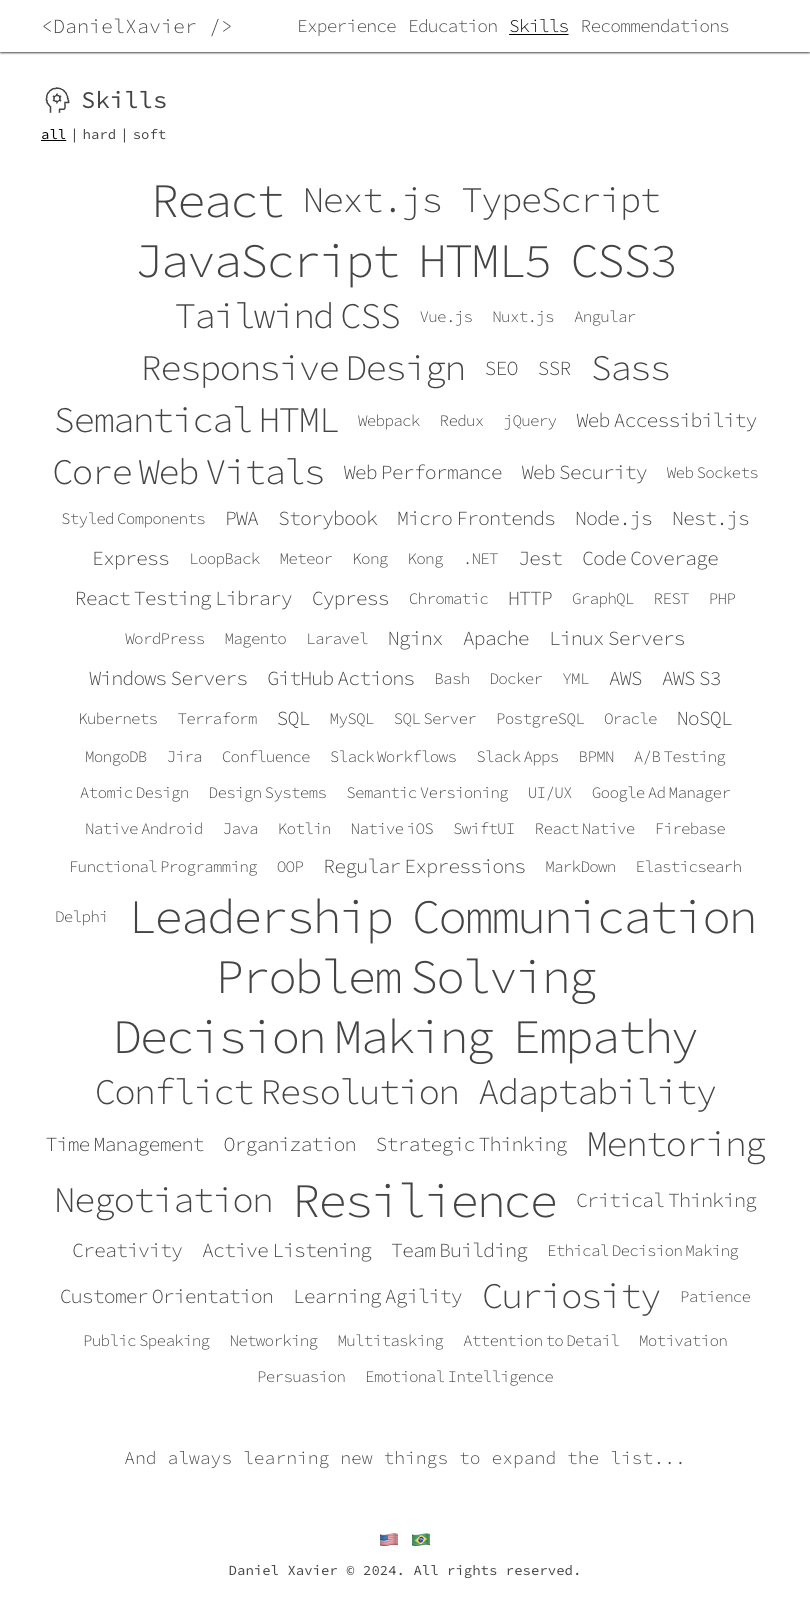 <DanielXavier /> Experience Education Skills Recommendations
Skills
all | hard | soft
React Next.js TypeScript
JavaScript HTML5 CSS3
Tailwind CSS Vue.js Nuxt.js Angular
Responsive Design SEO SSR Sass
Semantical HTML Webpack Redux jQuery Web Accessibility
Core Web Vitals Web Performance Web Security Web Sockets
Styled Components PWA Storybook Micro Frontends Node.js Nest.js
Express LoopBack Meteor Kong Kong .NET Jest Code Coverage
React Testing Library Cypress Chromatic HTTP GraphQL REST PHP
WordPress Magento Laravel Nginx Apache Linux Servers
Windows Servers GitHub Actions Bash Docker YML AWS AWS S3
Kubernets Terraform SQL MySQL SQL Server PostgreSQL Oracle NoSQL
MongoDB Jira Confluence Slack Workflows Slack Apps BPMN A/B Testing
Atomic Design Design Systems Semantic Versioning UI/UX Google Ad Manager
Native Android Java Kotlin Native iOS SwiftUI React Native Firebase
Functional Programming OOP Regular Expressions MarkDown Elasticsearh
Delphi Leadership Communication
Problem Solving
Decision Making Empathy
Conflict Resolution Adaptability
Time Management Organization Strategic Thinking Mentoring
Negotiation Resilience Critical Thinking
Creativity Active Listening Team Building Ethical Decision Making
Customer Orientation Learning Agility Curiosity Patience
Public Speaking Networking Multitasking Attention to Detail Motivation
Persuasion Emotional Intelligence
And always learning new things to expand the list...
Daniel Xavier © 2024. All rights reserved.